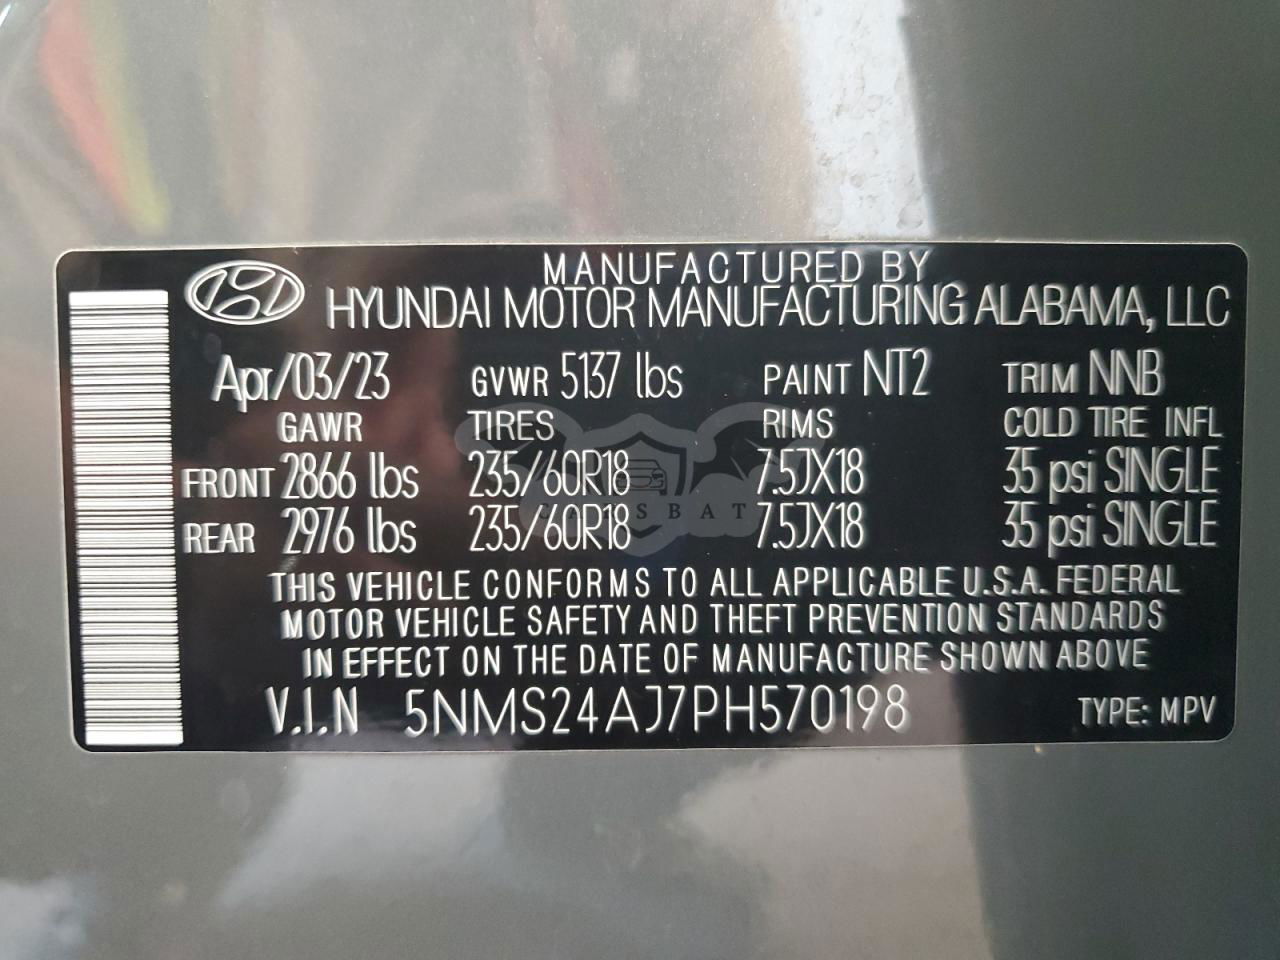 MANUFACTURED BY
HYUNDAI MOTOR MANUFACTURING ALABAMA, LLC
Apr/03/23 GVWR 5137 lbs PAINT NT2 TRIM NNB
GAWR TIRES RIMS COLD TIRE INFL
FRONT 2866 lbs 235/60R18 7.5JX18 35 psi SINGLE
REAR 2976 lbs 235/60R18 7.5JX18 35 psi SINGLE
THIS VEHICLE CONFORMS TO ALL APPLICABLE U.S.A. FEDERAL
MOTOR VEHICLE SAFETY AND THEFT PREVENTION STANDARDS
IN EFFECT ON THE DATE OF MANUFACTURE SHOWN ABOVE
V.I.N 5NMS24AJ7PH570198 TYPE: MPV